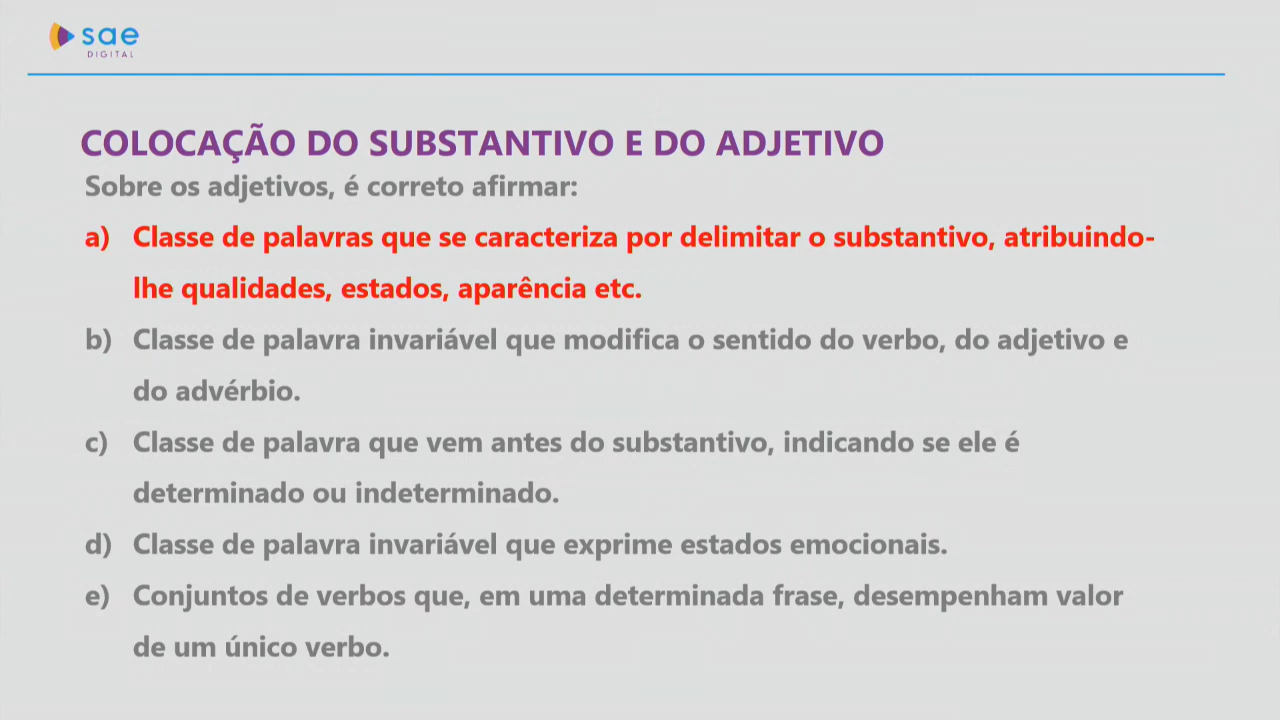 sae
DIGITAL
COLOCAÇÃO DO SUBSTANTIVO E DO ADJETIVO
Sobre os adjetivos, é correto afirmar:
a) Classe de palavras que se caracteriza por delimitar o substantivo, atribuindo-
lhe qualidades, estados, aparência etc.
b) Classe de palavra invariável que modifica o sentido do verbo, do adjetivo e
do advérbio.
c) Classe de palavra que vem antes do substantivo, indicando se ele é
determinado ou indeterminado.
d) Classe de palavra invariável que exprime estados emocionais.
e) Conjuntos de verbos que, em uma determinada frase, desempenham valor
de um único verbo.